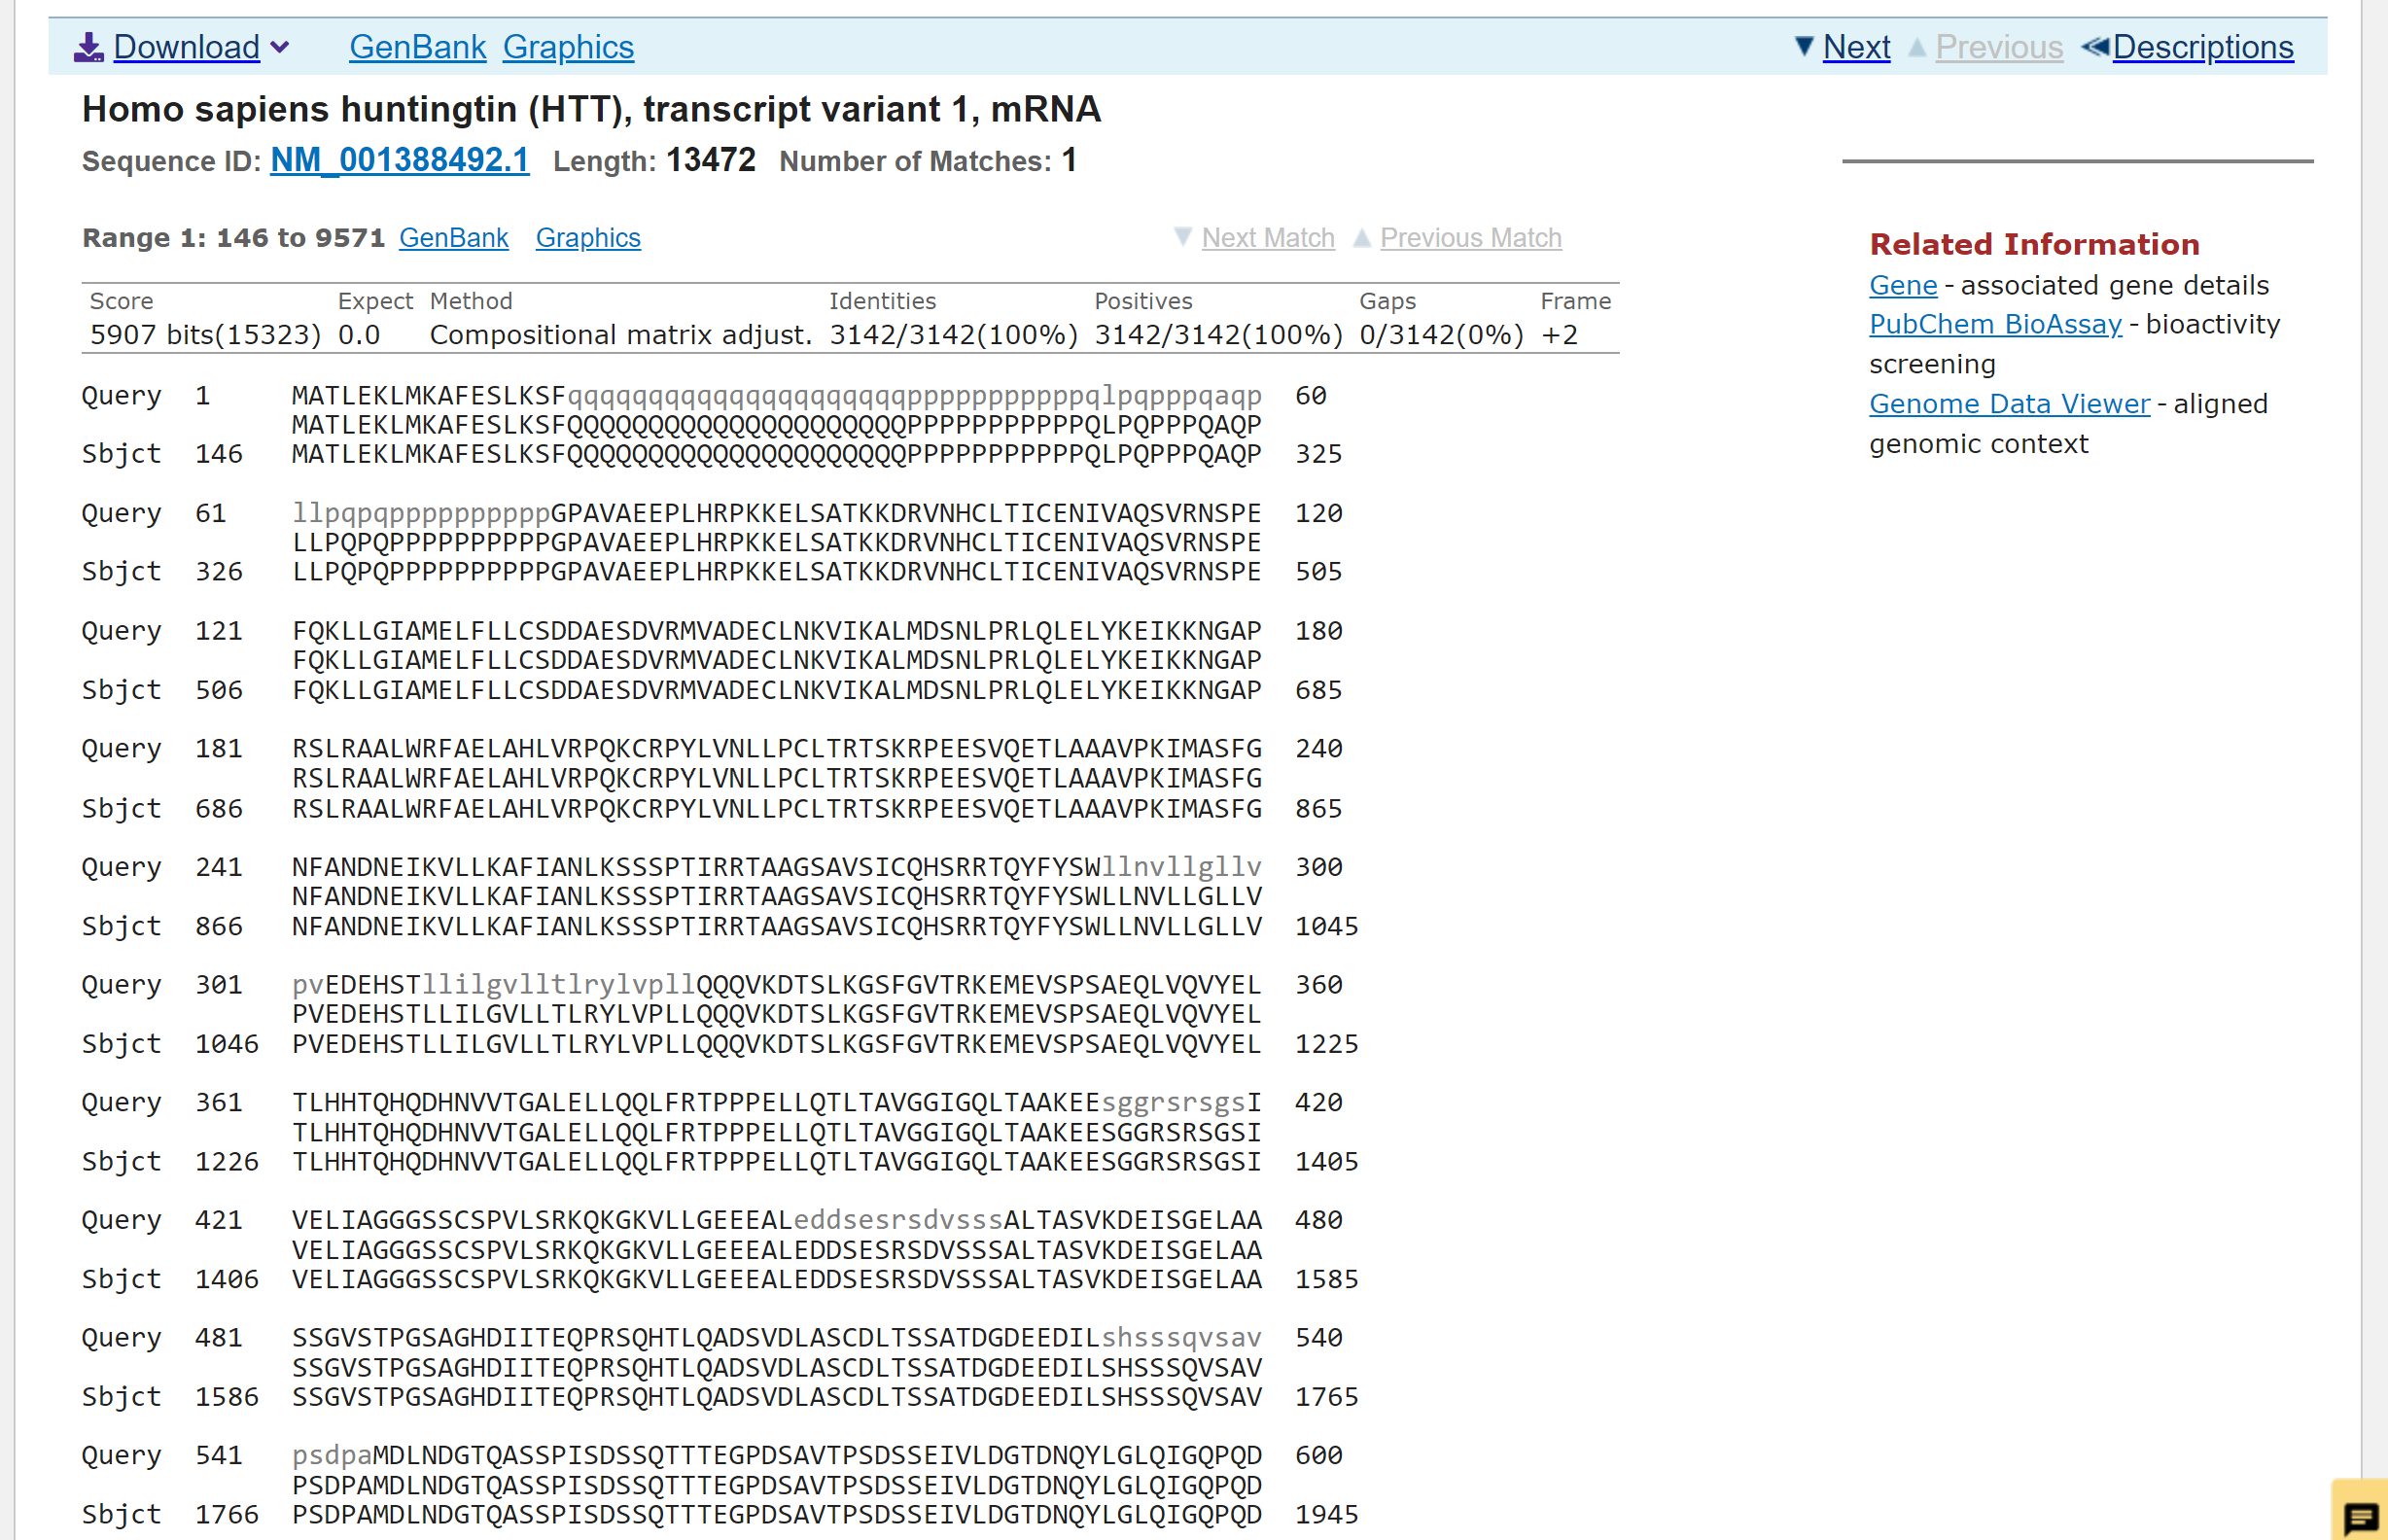 Download GenBank Graphics Next Previous Descriptions
Homo sapiens huntingtin (HTT), transcript variant 1, mRNA
Sequence ID: NM_001388492.1 Length: 13472 Number of Matches: 1
Range 1: 146 to 9571 GenBank Graphics Next Match Previous Match
Score Expect Method Identities Positives Gaps Frame
5907 bits(15323) 0.0 Compositional matrix adjust. 3142/3142(100%) 3142/3142(100%) 0/3142(0%) +2
Query 1 MATLEKLMKAFESLKSFqqqqqqqqqqqqqqqqqqqqqpppppppppppqlpqpppqaqp 60
MATLEKLMKAFESLKSFQQQQQQQQQQQQQQQQQQQQQPPPPPPPPPPPQLPQPPPQAQP
Sbjct 146 MATLEKLMKAFESLKSFQQQQQQQQQQQQQQQQQQQQQPPPPPPPPPPPQLPQPPPQAQP 325
Query 61 llpqpqppppppppppGPAVAEEPLHRPKKELSATKKDRVNHCLTICENIVAQSVRNSPE 120
LLPQPQPPPPPPPPPPGPAVAEEPLHRPKKELSATKKDRVNHCLTICENIVAQSVRNSPE
Sbjct 326 LLPQPQPPPPPPPPPPGPAVAEEPLHRPKKELSATKKDRVNHCLTICENIVAQSVRNSPE 505
Query 121 FQKLLGIAMELFLLCSDDAESDVRMVADECLNKVIKALMDSNLPRLQLELYKEIKKNGAP 180
FQKLLGIAMELFLLCSDDAESDVRMVADECLNKVIKALMDSNLPRLQLELYKEIKKNGAP
Sbjct 506 FQKLLGIAMELFLLCSDDAESDVRMVADECLNKVIKALMDSNLPRLQLELYKEIKKNGAP 685
Query 181 RSLRAALWRFAELAHLVRPQKCRPYLVNLLPCLTRTSKRPEESVQETLAAAVPKIMASFG 240
RSLRAALWRFAELAHLVRPQKCRPYLVNLLPCLTRTSKRPEESVQETLAAAVPKIMASFG
Sbjct 686 RSLRAALWRFAELAHLVRPQKCRPYLVNLLPCLTRTSKRPEESVQETLAAAVPKIMASFG 865
Query 241 NFANDNEIKVLLKAFIANLKSSSPTIRRTAAGSAVSICQHSRRTQYFYSWllnvllgllv 300
NFANDNEIKVLLKAFIANLKSSSPTIRRTAAGSAVSICQHSRRTQYFYSWLLNVLLGLLV
Sbjct 866 NFANDNEIKVLLKAFIANLKSSSPTIRRTAAGSAVSICQHSRRTQYFYSWLLNVLLGLLV 1045
Query 301 pvEDEHSTllilgvlltlrylvpllQQQVKDTSLKGSFGVTRKEMEVSPSAEQLVQVYEL 360
PVEDEHSTLLILGVLLTLRYLVPLLQQQVKDTSLKGSFGVTRKEMEVSPSAEQLVQVYEL
Sbjct 1046 PVEDEHSTLLILGVLLTLRYLVPLLQQQVKDTSLKGSFGVTRKEMEVSPSAEQLVQVYEL 1225
Query 361 TLHHTQHQDHNVVTGALELLQQLFRTPPPELLQTLTAVGGIGQLTAAKEEsggrsrsgsI 420
TLHHTQHQDHNVVTGALELLQQLFRTPPPELLQTLTAVGGIGQLTAAKEESGGRSRSGSI
Sbjct 1226 TLHHTQHQDHNVVTGALELLQQLFRTPPPELLQTLTAVGGIGQLTAAKEESGGRSRSGSI 1405
Query 421 VELIAGGGSSCSPVLSRKQKGKVLLGEEEALeddsesrsdvsssALTASVKDEISGELAA 480
VELIAGGGSSCSPVLSRKQKGKVLLGEEEALEDDSESRSDVSSSALTASVKDEISGELAA
Sbjct 1406 VELIAGGGSSCSPVLSRKQKGKVLLGEEEALEDDSESRSDVSSSALTASVKDEISGELAA 1585
Query 481 SSGVSTPGSAGHDIITEQPRSQHTLQADSVDLASCDLTSSATDGDEEDILshsssqvsav 540
SSGVSTPGSAGHDIITEQPRSQHTLQADSVDLASCDLTSSATDGDEEDILSHSSSQVSAV
Sbjct 1586 SSGVSTPGSAGHDIITEQPRSQHTLQADSVDLASCDLTSSATDGDEEDILSHSSSQVSAV 1765
Query 541 psdpaMDLNDGTQASSPISDSSQTTTEGPDSAVTPSDSSEIVLDGTDNQYLGLQIGQPQD 600
PSDPAMDLNDGTQASSPISDSSQTTTEGPDSAVTPSDSSEIVLDGTDNQYLGLQIGQPQD
Sbjct 1766 PSDPAMDLNDGTQASSPISDSSQTTTEGPDSAVTPSDSSEIVLDGTDNQYLGLQIGQPQD 1945
Related Information
Gene - associated gene details
PubChem BioAssay - bioactivity
screening
Genome Data Viewer - aligned
genomic context